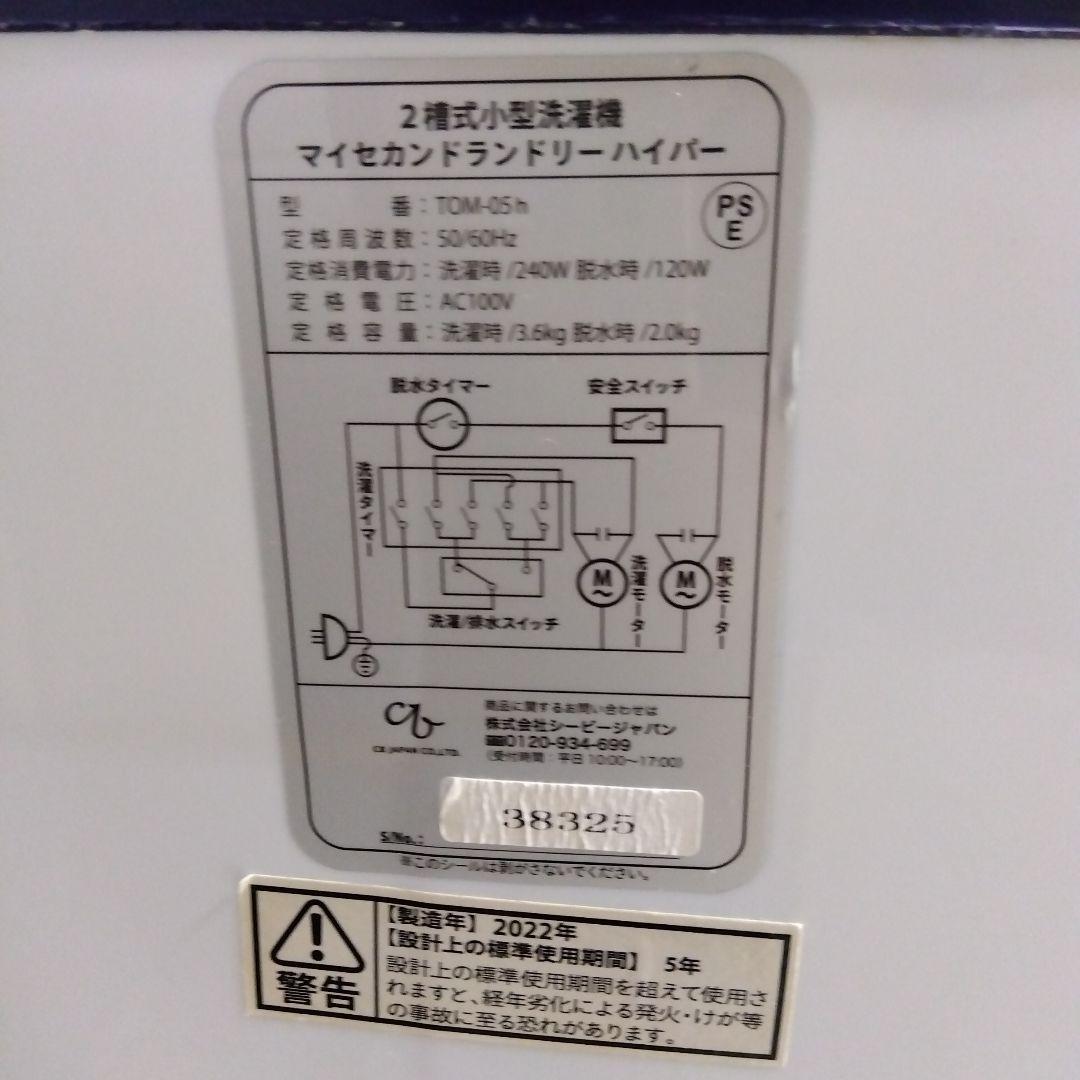 2槽式小型洗濯機
マイセカンドランドリーハイパー
型番：TOM-05h
PS
E
定格周波数：50/60Hz
定格消費電力：洗濯時/240W 脱水時/120W
定格電圧：AC100V
定格容量：洗濯時/3.6kg 脱水時/2.0kg
脱水タイマー
安全スイッチ
洗濯タイマー
M
~
洗濯モーター
M
~
脱水モーター
洗濯/排水スイッチ
cb
CB JAPAN CO.,LTD.
商品に関するお問い合わせは
株式会社シービージャパン
☎0120-934-699
（受付時間：平日10:00～17:00）
S/No.：
38325
※このシールは剥がさないでください。
警告
【製造年】 2022年
【設計上の標準使用期間】 5年
設計上の標準使用期間を超えて使用さ
れますと、経年劣化による発火・けが等
の事故に至る恐れがあります。